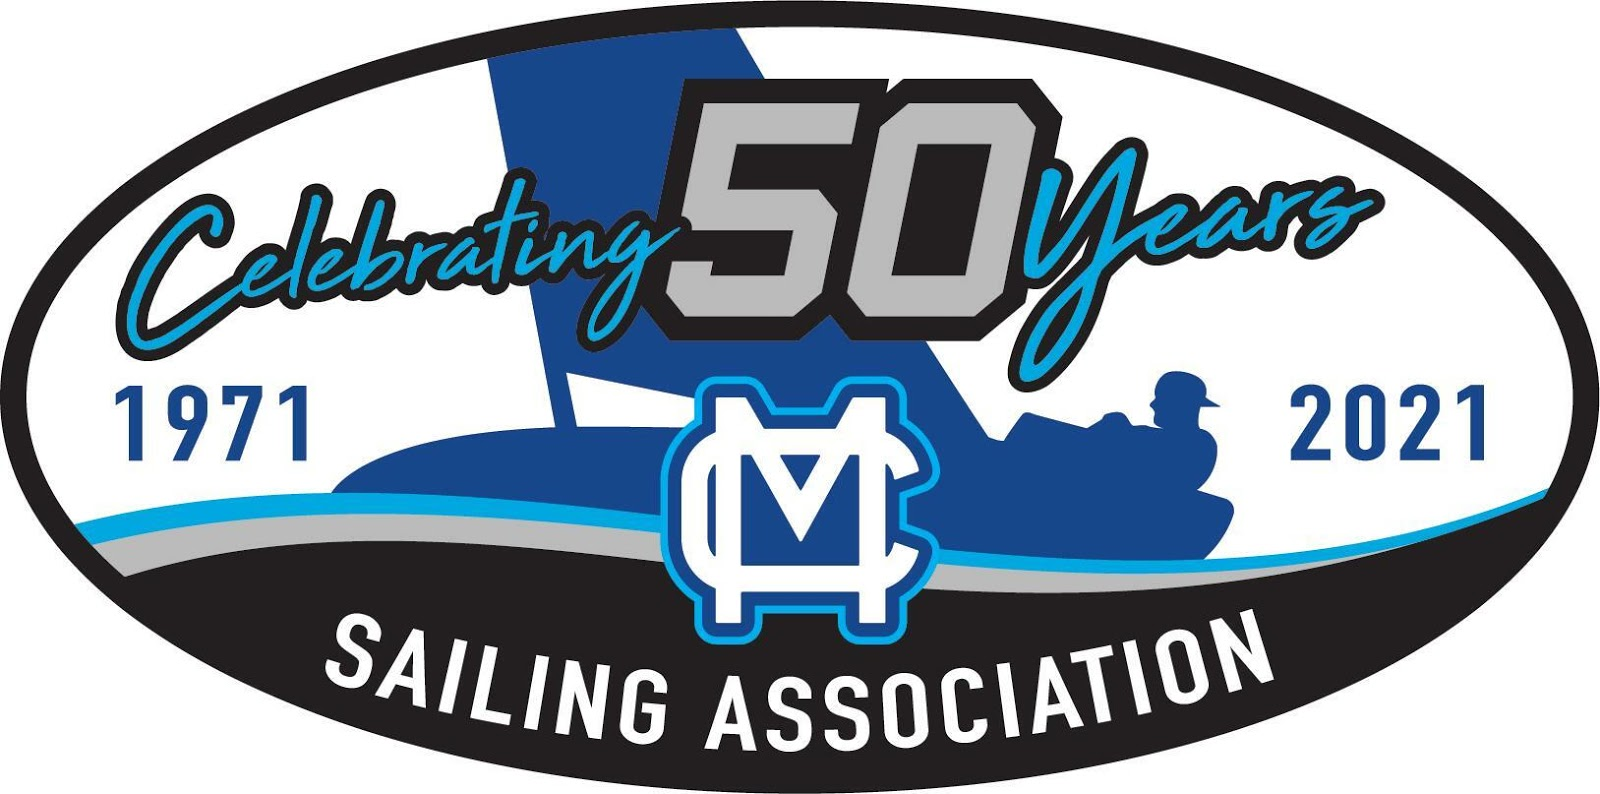 Celebrating 50 Years
1971
2021
MC
SAILING ASSOCIATION